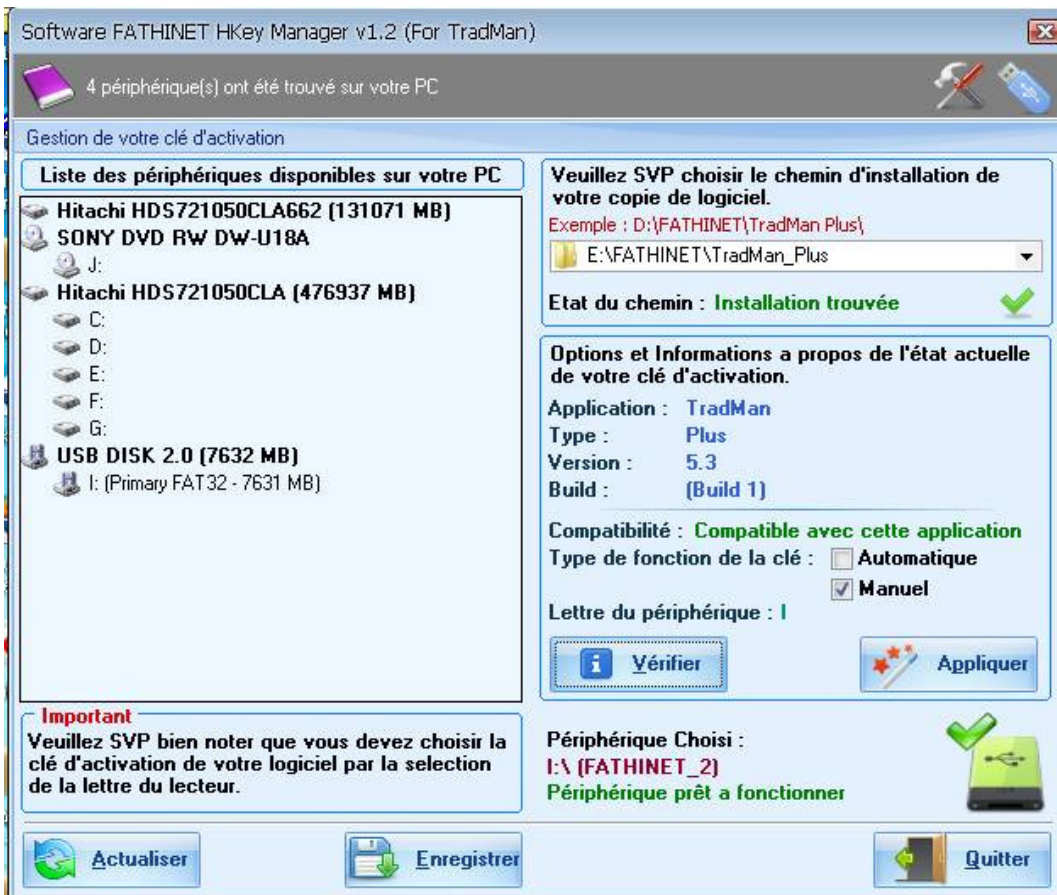 Software FATHINET HKey Manager v1.2 (For TradMan)
4 périphérique(s) ont été trouvé sur votre PC
Gestion de votre clé d'activation
Liste des périphériques disponibles sur votre PC
Hitachi HDS721050CLA662 (131071 MB)
SONY DVD RW DW-U18A
J:
Hitachi HDS721050CLA (476937 MB)
C:
D:
E:
F:
G:
USB DISK 2.0 (7632 MB)
I: (Primary FAT32 - 7631 MB)
Important
Veuillez SVP bien noter que vous devez choisir la
clé d'activation de votre logiciel par la selection
de la lettre du lecteur.
Veuillez SVP choisir le chemin d'installation de
votre copie de logiciel.
Exemple : D:\FATHINET\TradMan Plus\
E:\FATHINET\TradMan_Plus
Etat du chemin : Installation trouvée
Options et Informations a propos de l'état actuelle
de votre clé d'activation.
Application : TradMan
Type : Plus
Version : 5.3
Build : (Build 1)
Compatibilité : Compatible avec cette application
Type de fonction de la clé : Automatique
Manuel
Lettre du périphérique : I
Vérifier
Appliquer
Périphérique Choisi :
I:\ (FATHINET_2)
Périphérique prêt a fonctionner
Actualiser
Enregistrer
Quitter